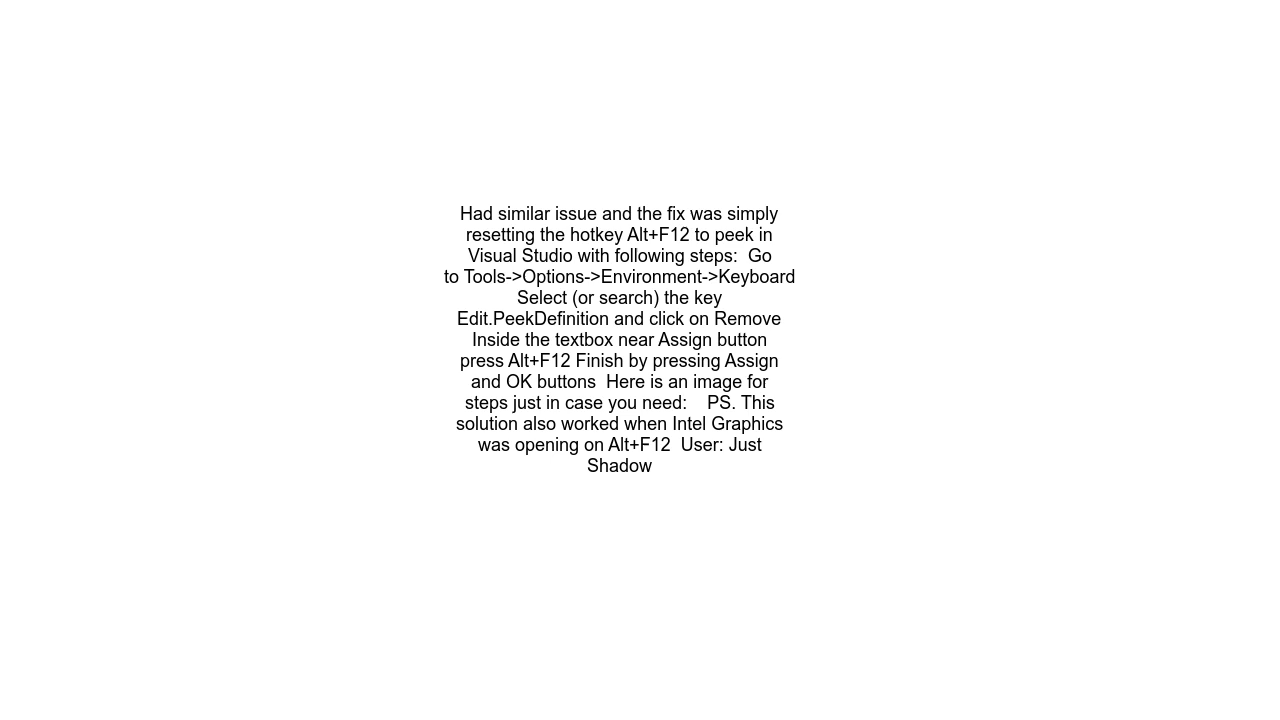 Had similar issue and the fix was simply
resetting the hotkey Alt+F12 to peek in
Visual Studio with following steps:  Go
to Tools->Options->Environment->Keyboard
Select (or search) the key
Edit.PeekDefinition and click on Remove
Inside the textbox near Assign button
press Alt+F12 Finish by pressing Assign
and OK buttons  Here is an image for
steps just in case you need:    PS. This
solution also worked when Intel Graphics
was opening on Alt+F12  User: Just
Shadow